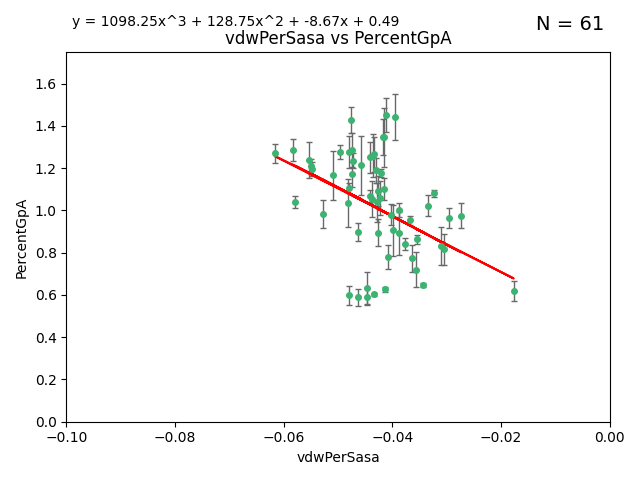 y = 1098.25x^3 + 128.75x^2 + -8.67x + 0.49
N = 61
vdwPerSasa vs PercentGpA
1.6
1.4
1.2
1.0
0.8
0.6
0.4
0.2
0.0
PercentGpA
−0.10 −0.08 −0.06 −0.04 −0.02 0.00
vdwPerSasa